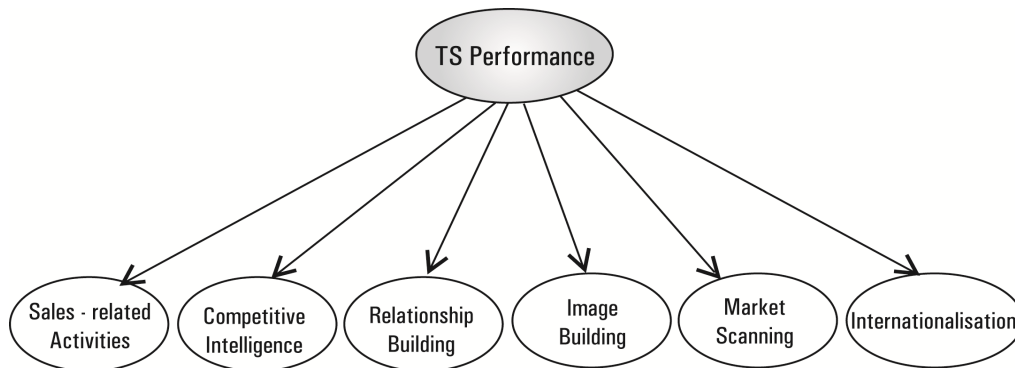 TS Performance
Sales - related
Activities
Competitive
Intelligence
Relationship
Building
Image
Building
Market
Scanning
Internationalisation